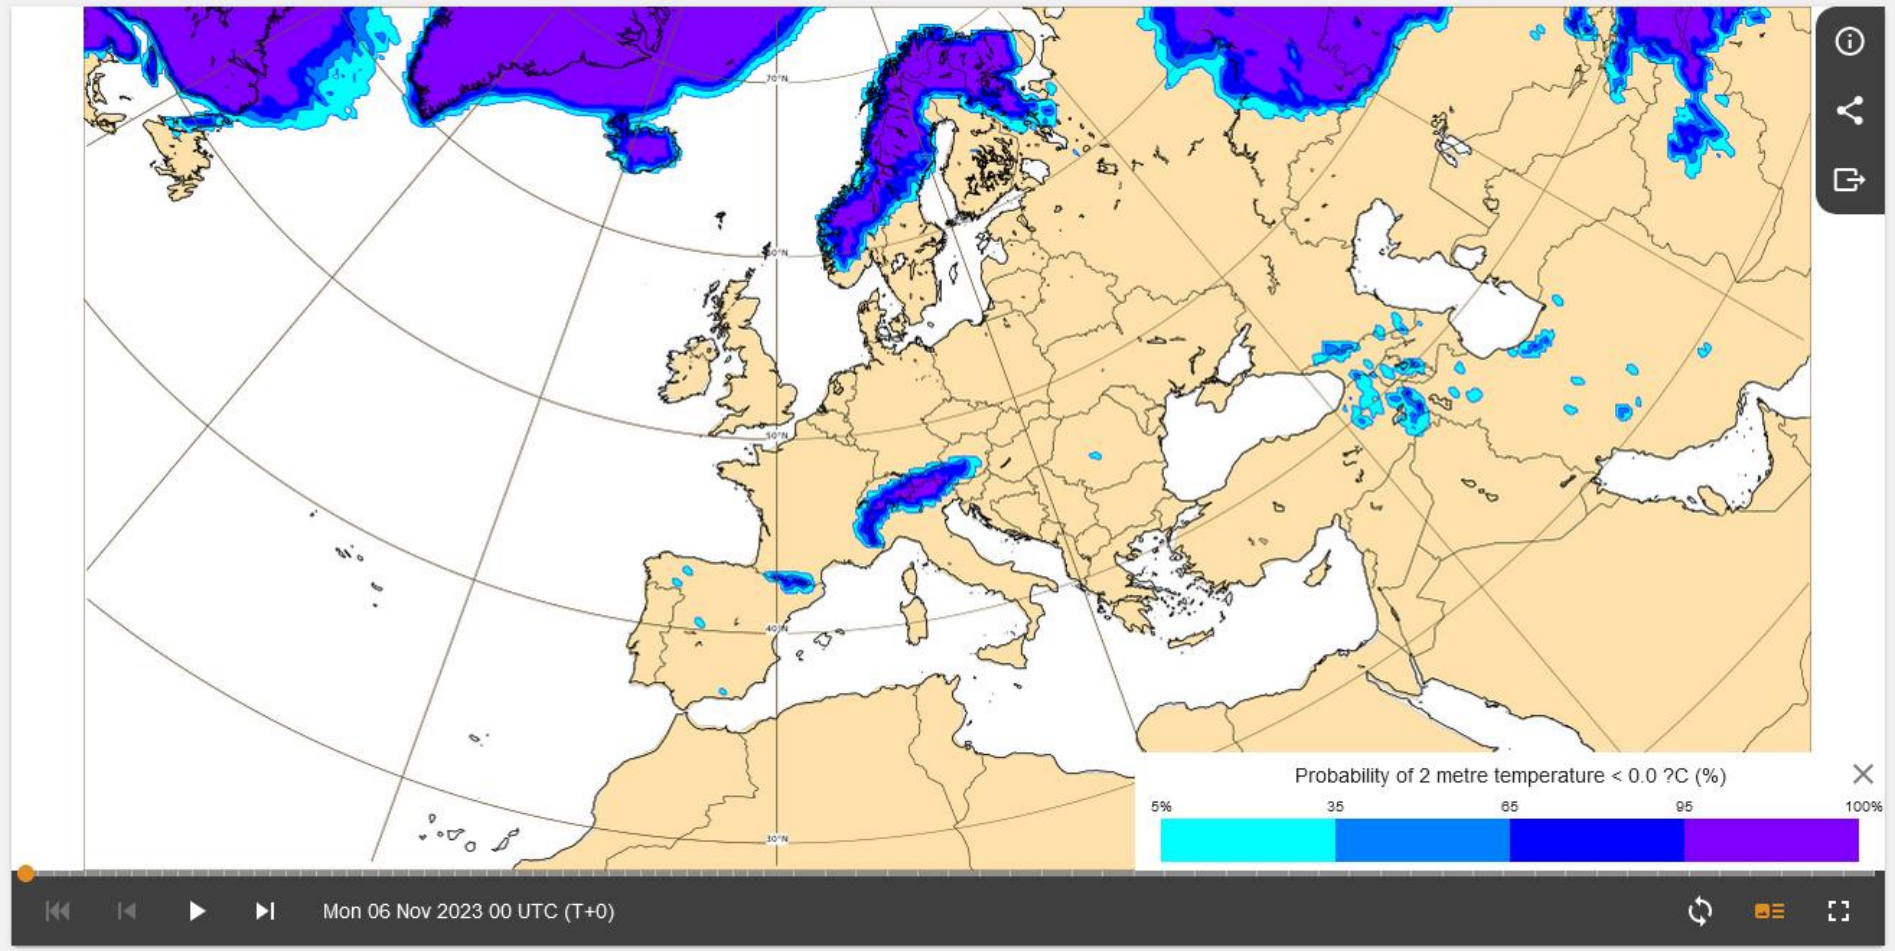 70°N
60°N
50°N
40°N
30°N
Probability of 2 metre temperature < 0.0 ?C (%)
5% 35 65 95 100%
Mon 06 Nov 2023 00 UTC (T+0)